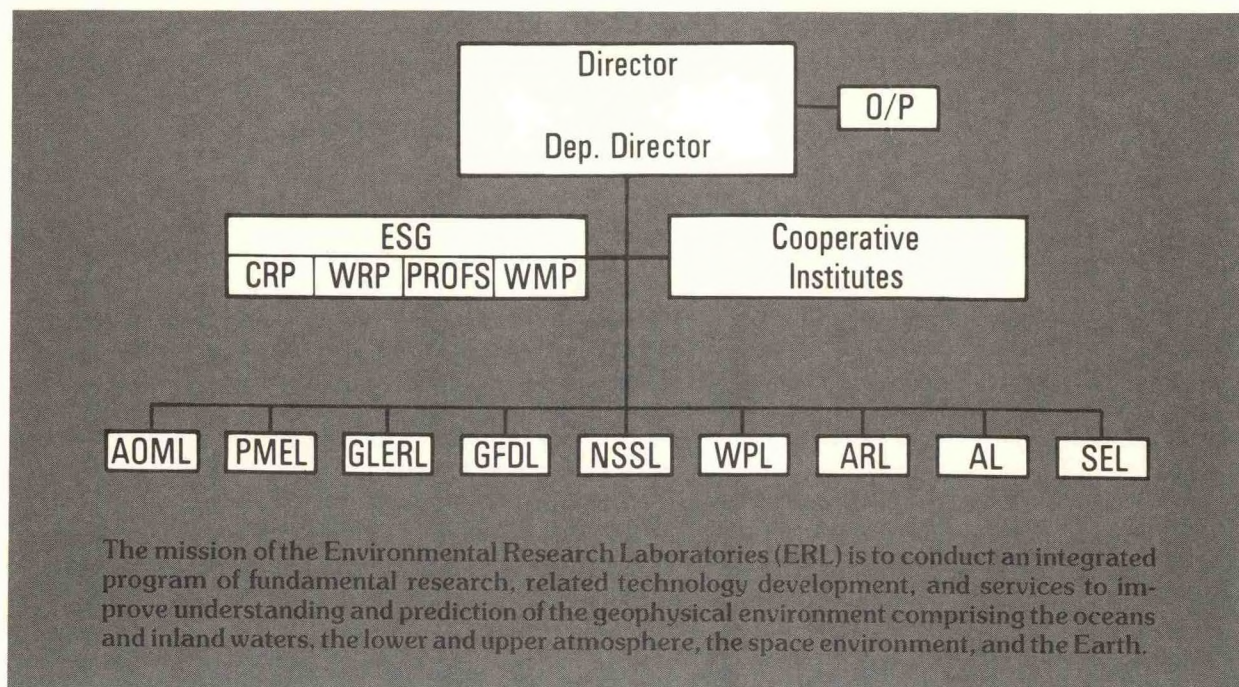 Director
O/P
Dep. Director
ESG
CRP WRP PROFS WMP
Cooperative
Institutes
AOML PMEL GLERL GFDL NSSL WPL ARL AL SEL
The mission of the Environmental Research Laboratories (ERL) is to conduct an integrated
program of fundamental research, related technology development, and services to im-
prove understanding and prediction of the geophysical environment comprising the oceans
and inland waters, the lower and upper atmosphere, the space environment, and the Earth.